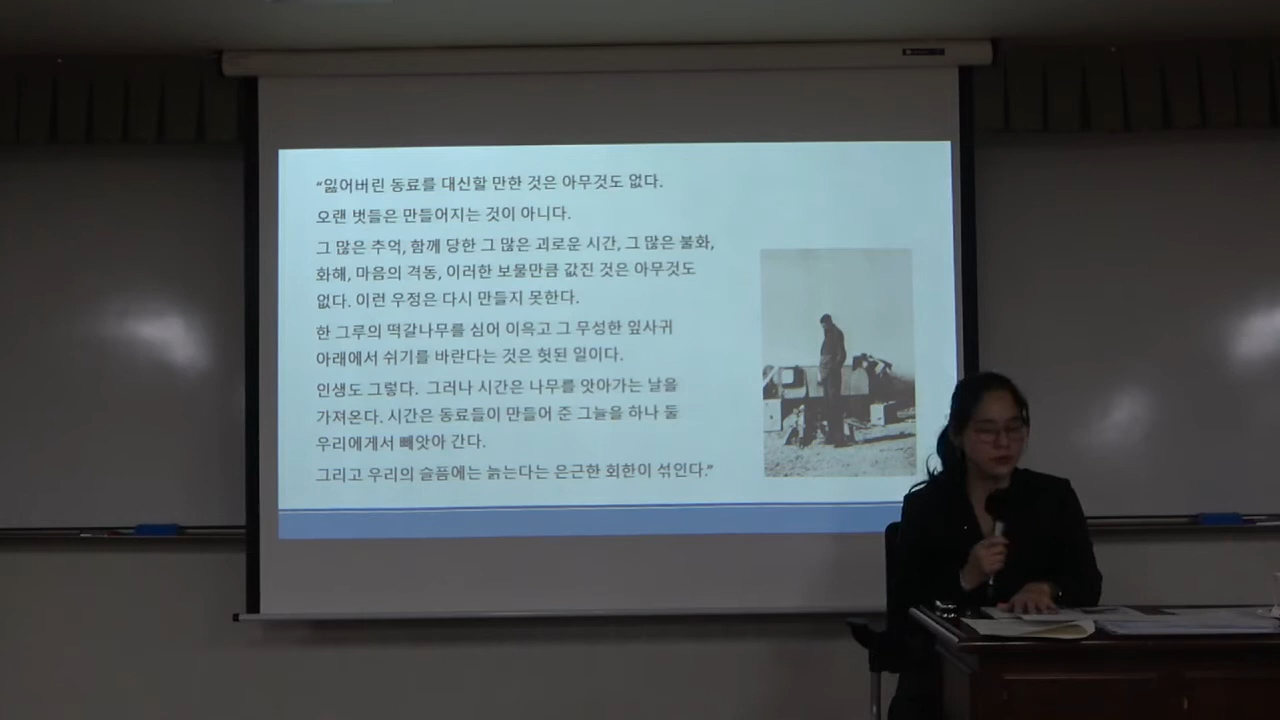 “잃어버린 동료를 대신할 만한 것은 아무것도 없다.
오랜 벗들은 만들어지는 것이 아니다.
그 많은 추억, 함께 당한 그 많은 괴로운 시간, 그 많은 불화,
화해, 마음의 격동, 이러한 보물만큼 값진 것은 아무것도
없다. 이런 우정은 다시 만들지 못한다.
한 그루의 떡갈나무를 심어 이윽고 그 무성한 잎사귀
아래에서 쉬기를 바란다는 것은 헛된 일이다.
인생도 그렇다. 그러나 시간은 나무를 앗아가는 날을
가져온다. 시간은 동료들이 만들어 준 그늘을 하나 둘
우리에게서 빼앗아 간다.
그리고 우리의 슬픔에는 늙는다는 은근한 회한이 섞인다.”